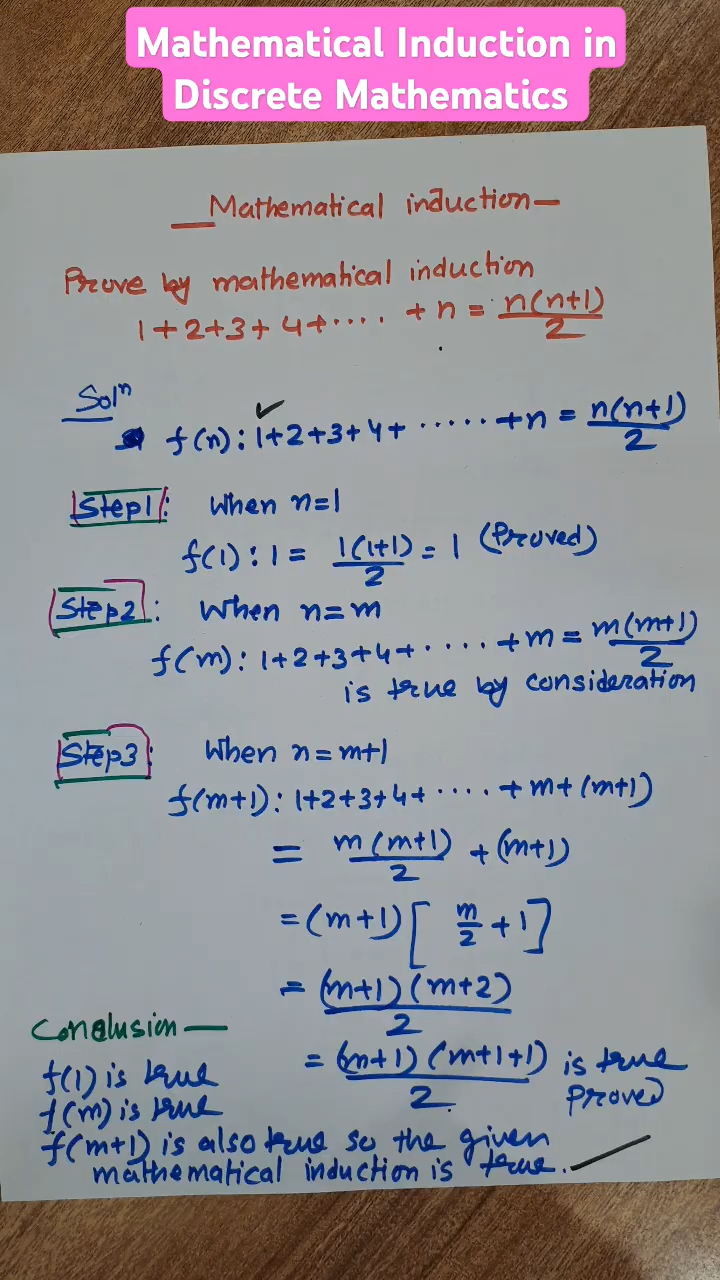 Mathematical Induction in
Discrete Mathematics
Mathematical induction
Prove by mathematical induction
1+2+3+4+.... +n = n(n+1)/2
Solⁿ
f(n): 1+2+3+4+ ..... +n = n(n+1)/2
Step1: When n=1
f(1): 1 = 1(1+1)/2 = 1 (Proved)
Step2: When n=m
f(m): 1+2+3+4+.... +m = m(m+1)/2
is true by consideration
Step3: When n=m+1
f(m+1): 1+2+3+4+ .... +m+(m+1)
= m(m+1)/2 + (m+1)
= (m+1)[m/2 + 1]
= (m+1)(m+2)/2
= (m+1)(m+1+1)/2 is true
Proved
Conclusion
f(1) is true
f(m) is true
f(m+1) is also true so the given
mathematical induction is true.